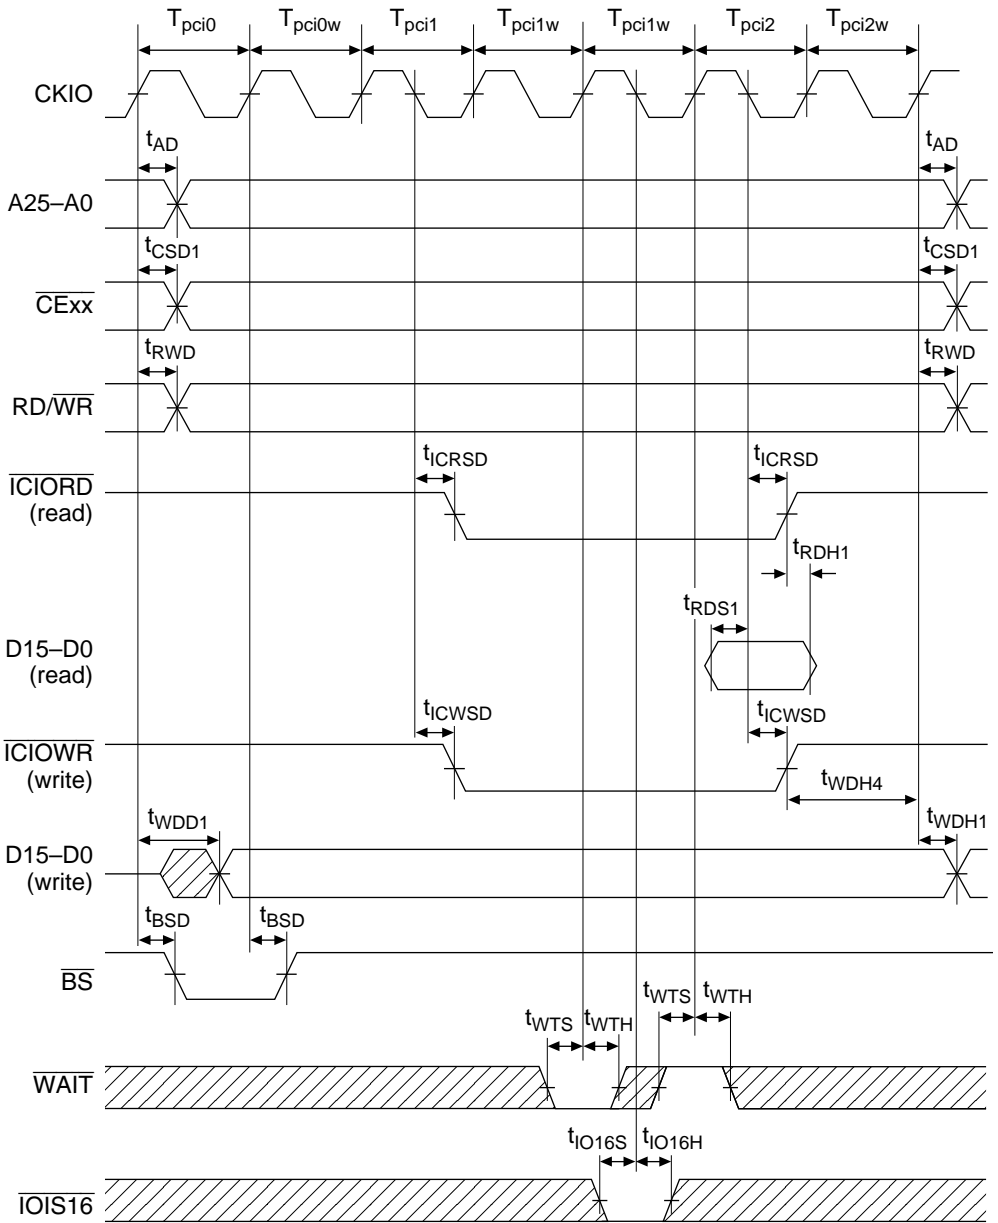 Tpci0 Tpci0w Tpci1 Tpci1w Tpci1w Tpci2 Tpci2w
CKIO
tAD tAD
A25–A0
tCSD1 tCSD1
CExx
tRWD tRWD
RD/WR
tICRSD tICRSD
ICIORD
(read)
tRDH1
tRDS1
D15–D0
(read)
tICWSD tICWSD
ICIOWR
(write)
tWDH4
tWDD1 tWDH1
D15–D0
(write)
tBSD tBSD
BS
tWTS tWTH tWTS tWTH
WAIT
tIO16S tIO16H
IOIS16